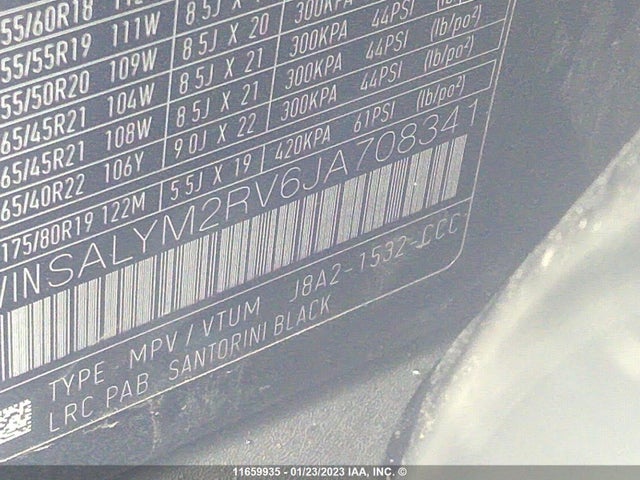 55/60R18
55/55R19 111W 8 5J X 20 300KPA 44PSI
55/50R20 109W 8 5J X 21 300KPA 44PSI (lb/po²)
65/45R21 104W 8 5J X 21 300KPA 44PSI (lb/po²)
65/45R21 108W 9 0J X 22 300KPA 44PSI (lb/po²)
65/40R22 106Y 5 5J X 19 420KPA 61PSI (lb/po²)
175/80R19 122M
VINSALYM2RV6JA708341
TYPE MPV / VTUM J8A2-1532-CCC
LRC PAB SANTORINI BLACK
11659935 - 01/23/2023 IAA, INC. ©